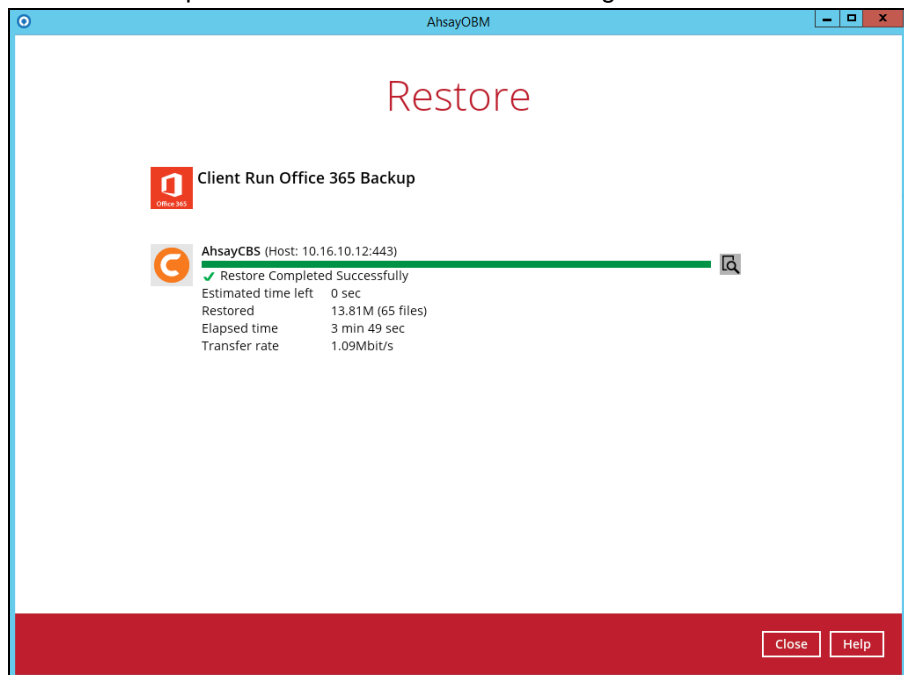 AhsayOBM
Restore
Client Run Office 365 Backup
Office 365
AhsayCBS (Host: 10.16.10.12:443)
Restore Completed Successfully
Estimated time left 0 sec
Restored 13.81M (65 files)
Elapsed time 3 min 49 sec
Transfer rate 1.09Mbit/s
Close Help